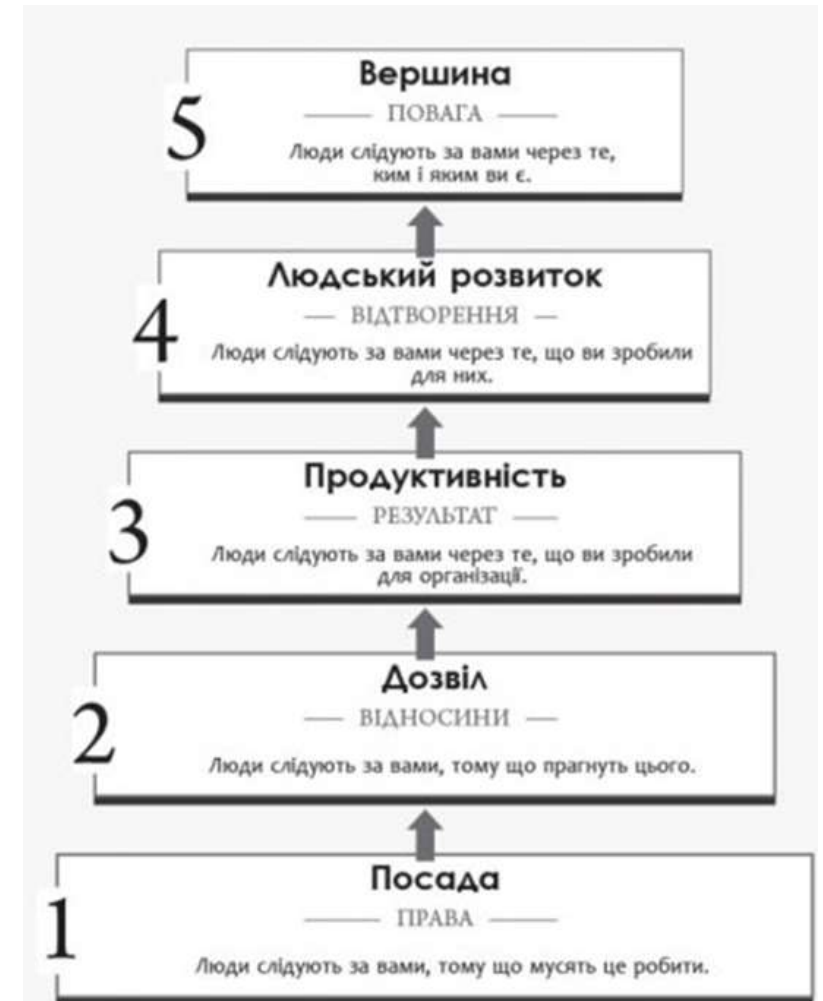 5
Вершина
ПОВАГА
Люди слідують за вами через те,
ким і яким ви є.
4
Людський розвиток
ВІДТВОРЕННЯ
Люди слідують за вами через те, що ви зробили
для них.
3
Продуктивність
РЕЗУЛЬТАТ
Люди слідують за вами через те, що ви зробили
для організації.
2
Дозвіл
ВІДНОСИНИ
Люди слідують за вами, тому що прагнуть цього.
1
Посада
ПРАВА
Люди слідують за вами, тому що мусять це робити.